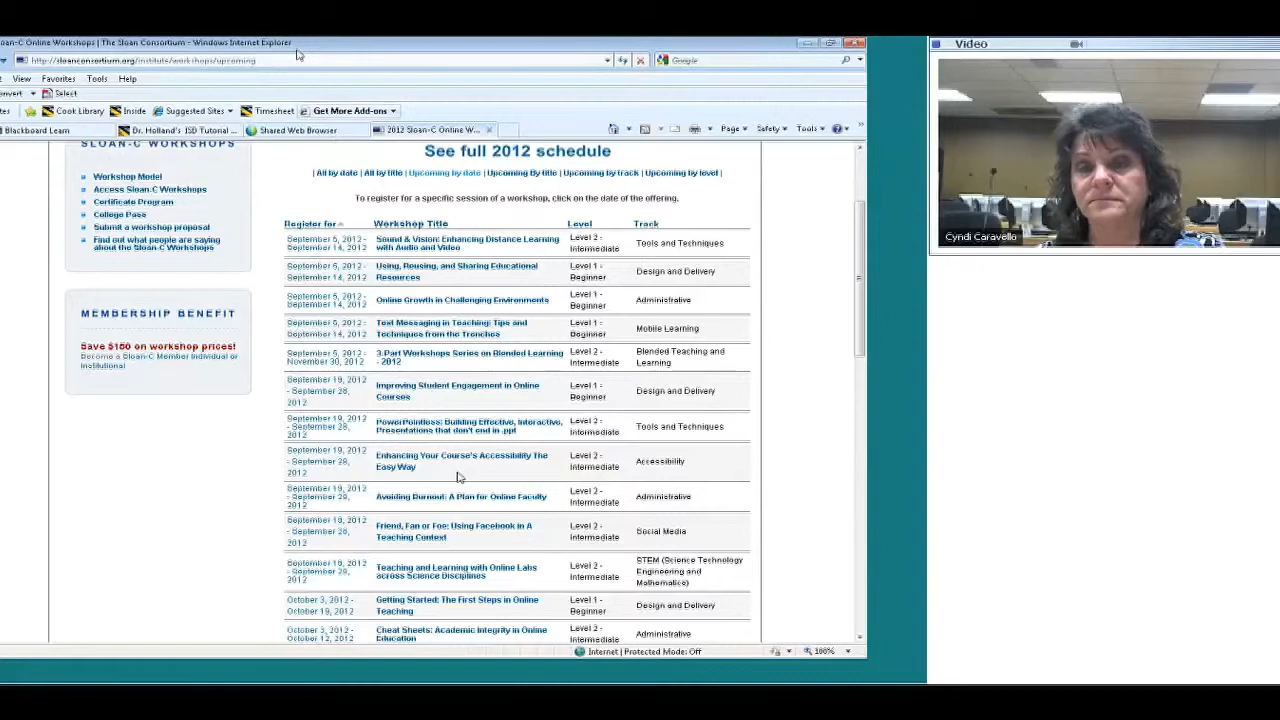 oan-C Online Workshops | The Sloan Consortium - Windows Internet Explorer
http://sloanconsortium.org/institute/workshops/upcoming
Google
View Favorites Tools Help
onvert Select
tes Cook Library Inside Suggested Sites Timesheet Get More Add-ons
Blackboard Learn Dr. Holland's ISD Tutorial ... Shared Web Browser 2012 Sloan-C Online W... Page Safety Tools
SLOAN-C WORKSHOPS
Workshop Model
Access Sloan-C Workshops
Certificate Program
College Pass
Submit a workshop proposal
Find out what people are saying
about the Sloan-C Workshops
MEMBERSHIP BENEFIT
Save $150 on workshop prices!
Become a Sloan-C Member Individual or
Institutional
See full 2012 schedule
| All by date | All by title | Upcoming by date | Upcoming By title | Upcoming by track | Upcoming by level |
To register for a specific session of a workshop, click on the date of the offering.
Register for Workshop Title Level Track
September 5, 2012 - September 14, 2012 Sound & Vision: Enhancing Distance Learning with Audio and Video Level 2 - Intermediate Tools and Techniques
September 5, 2012 - September 14, 2012 Using, Reusing, and Sharing Educational Resources Level 1 - Beginner Design and Delivery
September 5, 2012 - September 14, 2012 Online Growth in Challenging Environments Level 1 - Beginner Administrative
September 5, 2012 - September 14, 2012 Text Messaging in Teaching: Tips and Techniques from the Trenches Level 1 - Beginner Mobile Learning
September 5, 2012 - November 30, 2012 3-Part Workshops Series on Blended Learning - 2012 Level 2 - Intermediate Blended Teaching and Learning
September 19, 2012 - September 28, 2012 Improving Student Engagement in Online Courses Level 1 - Beginner Design and Delivery
September 19, 2012 - September 28, 2012 PowerPointless: Building Effective, Interactive, Presentations that don't end in .ppt Level 2 - Intermediate Tools and Techniques
September 19, 2012 - September 28, 2012 Enhancing Your Course's Accessibility The Easy Way Level 2 - Intermediate Accessibility
September 19, 2012 - September 28, 2012 Avoiding Burnout: A Plan for Online Faculty Level 2 - Intermediate Administrative
September 19, 2012 - September 28, 2012 Friend, Fan or Foe: Using Facebook in A Teaching Context Level 2 - Intermediate Social Media
September 19, 2012 - September 28, 2012 Teaching and Learning with Online Labs across Science Disciplines Level 2 - Intermediate STEM (Science Technology Engineering and Mathematics)
October 3, 2012 - October 19, 2012 Getting Started: The First Steps in Online Teaching Level 1 - Beginner Design and Delivery
October 3, 2012 - October 12, 2012 Cheat Sheets: Academic Integrity in Online Education Level 2 - Intermediate Administrative
Internet | Protected Mode: Off 100%
Video
Cyndi Caravello